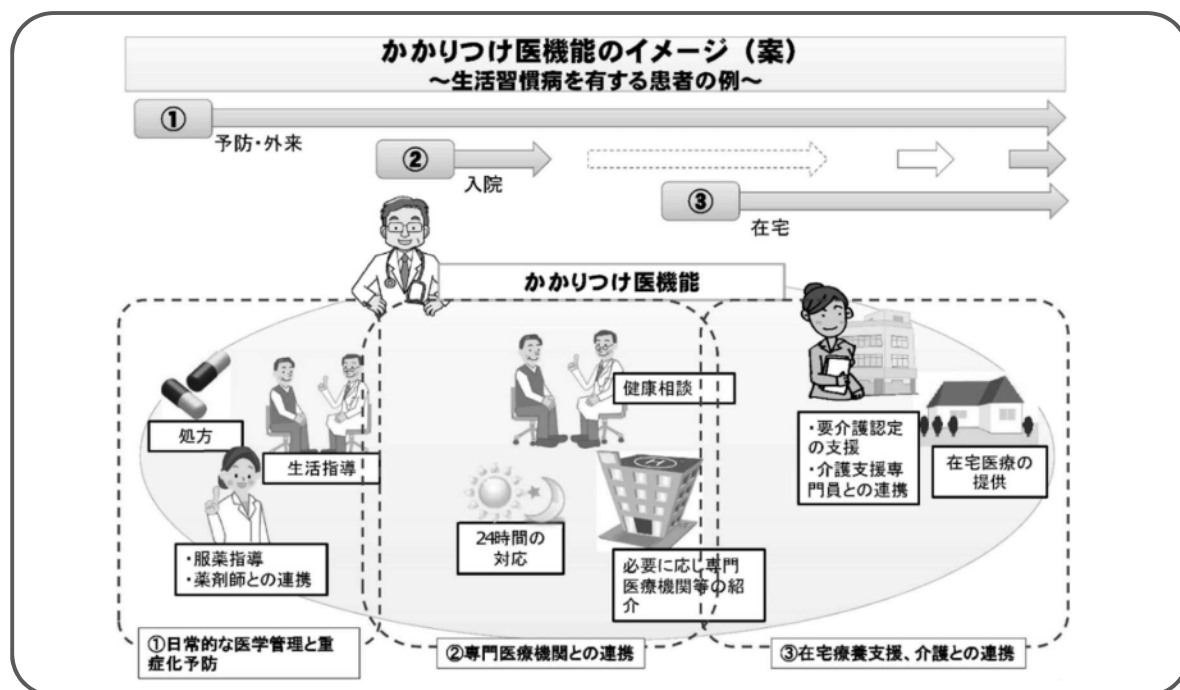 かかりつけ医機能のイメージ（案）
～生活習慣病を有する患者の例～
①
予防・外来
②
入院
③
在宅
かかりつけ医機能
処方
生活指導
・服薬指導
・薬剤師との連携
健康相談
24時間の
対応
必要に応じ専門
医療機関等の紹
介
・要介護認定
の支援
・介護支援専
門員との連携
在宅医療の
提供
①日常的な医学管理と重
症化予防
②専門医療機関との連携
③在宅療養支援、介護との連携